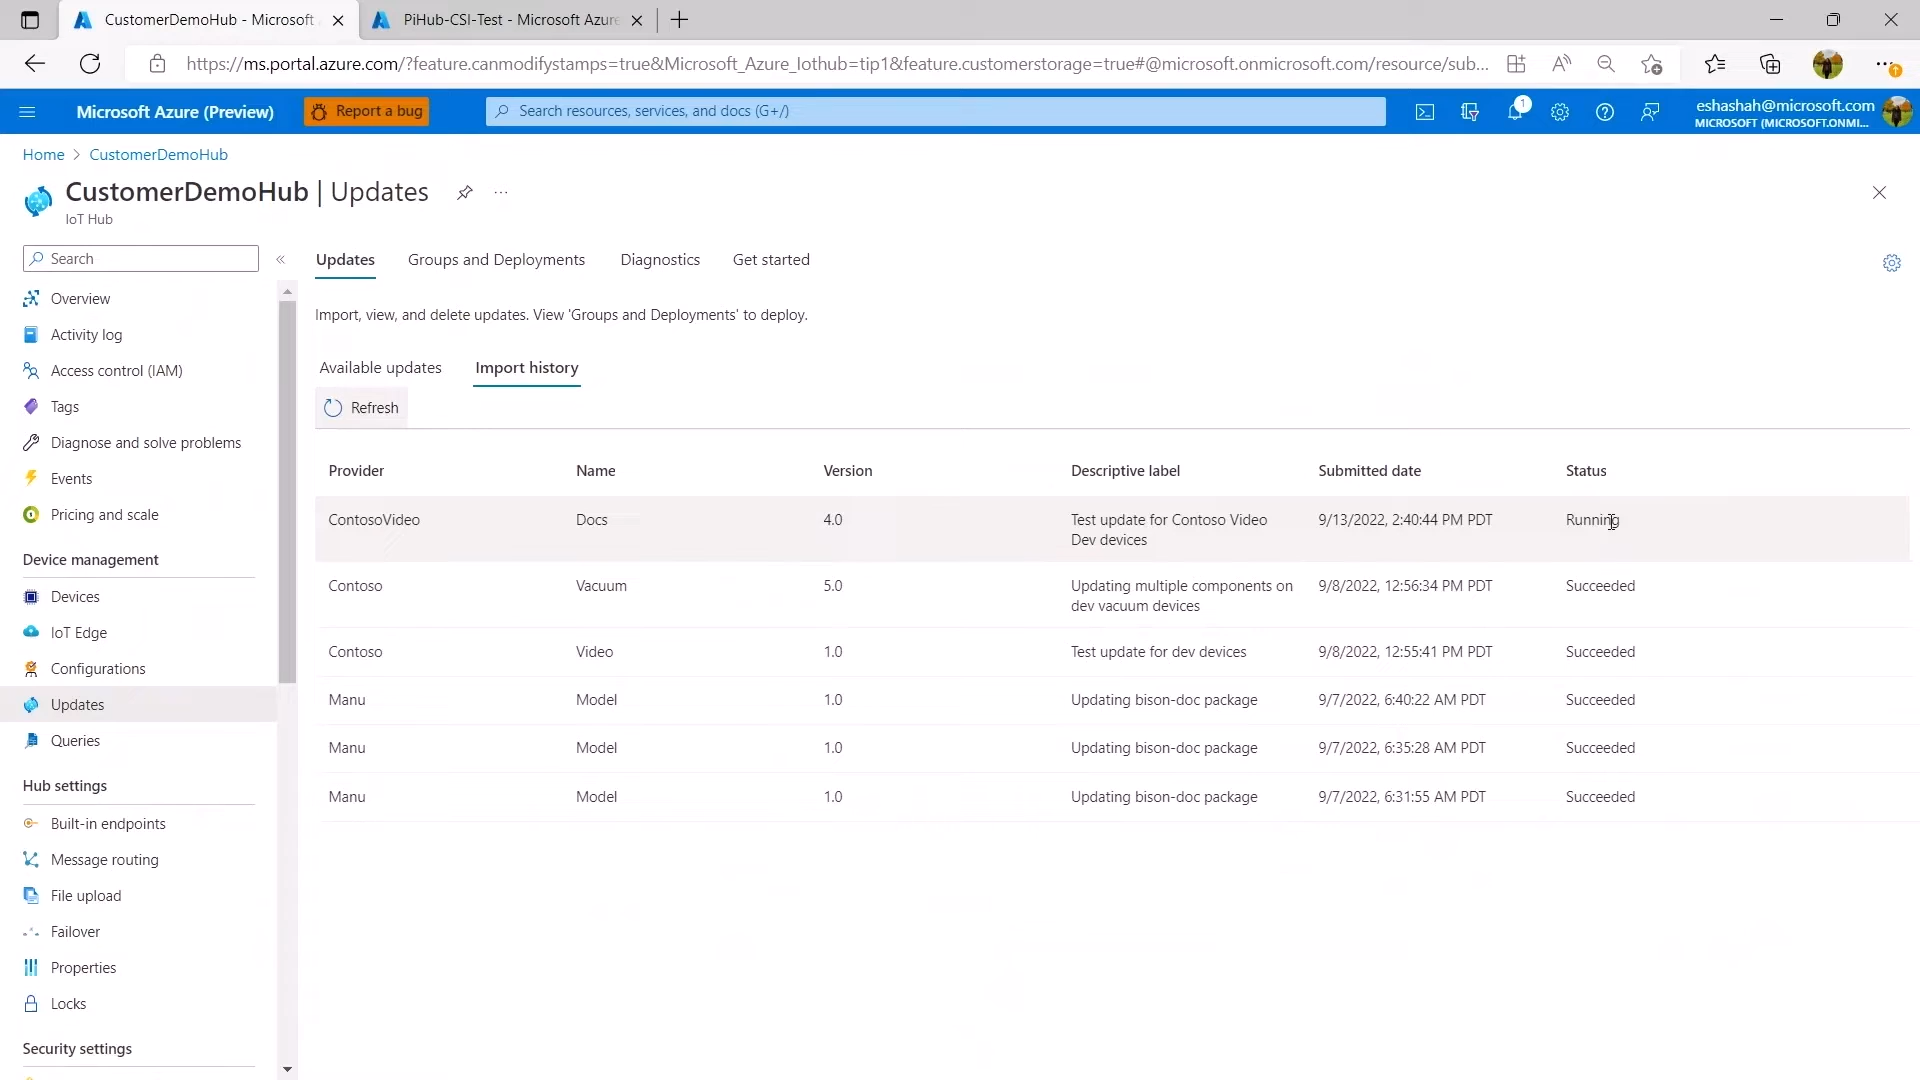 CustomerDemoHub - Microsoft
PiHub-CSI-Test - Microsoft Azure
https://ms.portal.azure.com/?feature.canmodifystamps=true&Microsoft_Azure_Iothub=tip1&feature.customerstorage=true#@microsoft.onmicrosoft.com/resource/sub...
Microsoft Azure (Preview)
Report a bug
Search resources, services, and docs (G+/)
1
eshashah@microsoft.com
MICROSOFT (MICROSOFT.ONMI...
Home > CustomerDemoHub
CustomerDemoHub | Updates
IoT Hub
Search
Overview
Activity log
Access control (IAM)
Tags
Diagnose and solve problems
Events
Pricing and scale
Device management
Devices
IoT Edge
Configurations
Updates
Queries
Hub settings
Built-in endpoints
Message routing
File upload
Failover
Properties
Locks
Security settings
Updates Groups and Deployments Diagnostics Get started
Import, view, and delete updates. View 'Groups and Deployments' to deploy.
Available updates Import history
Refresh
Provider Name Version Descriptive label Submitted date Status
ContosoVideo Docs 4.0 Test update for Contoso Video 9/13/2022, 2:40:44 PM PDT Running
Dev devices
Contoso Vacuum 5.0 Updating multiple components on 9/8/2022, 12:56:34 PM PDT Succeeded
dev vacuum devices
Contoso Video 1.0 Test update for dev devices 9/8/2022, 12:55:41 PM PDT Succeeded
Manu Model 1.0 Updating bison-doc package 9/7/2022, 6:40:22 AM PDT Succeeded
Manu Model 1.0 Updating bison-doc package 9/7/2022, 6:35:28 AM PDT Succeeded
Manu Model 1.0 Updating bison-doc package 9/7/2022, 6:31:55 AM PDT Succeeded